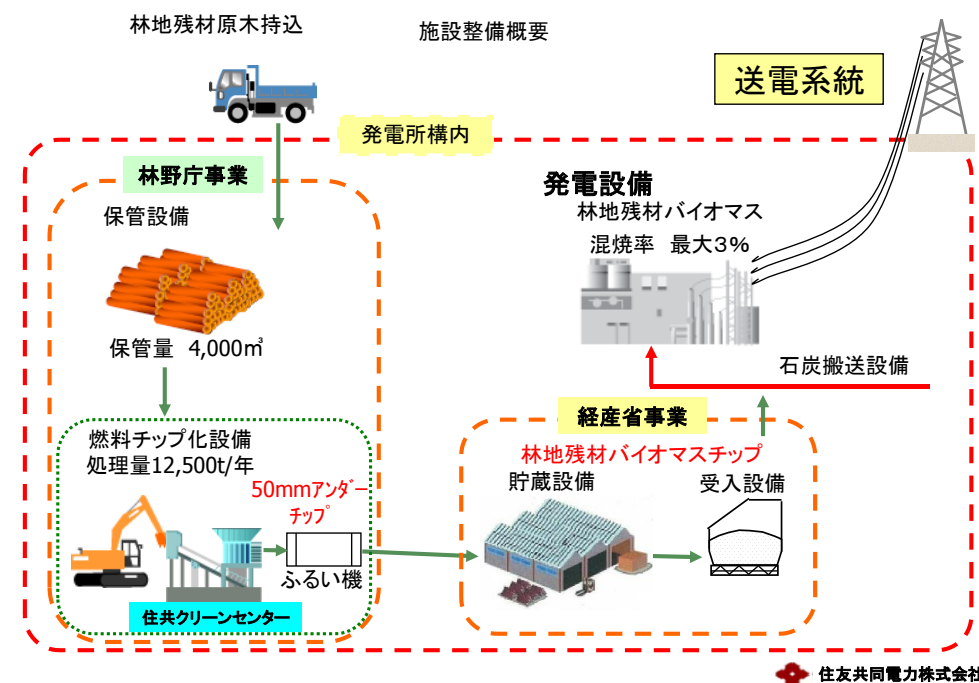 林地残材原木持込
施設整備概要
送電系統
発電所構内
林野庁事業
保管設備
保管量 4,000㎥
発電設備
林地残材バイオマス
混焼率 最大3%
石炭搬送設備
燃料チップ化設備
処理量12,500t/年
50mmアンダー
チップ
ふるい機
住共クリーンセンター
経産省事業
林地残材バイオマスチップ
貯蔵設備
受入設備
住友共同電力株式会社